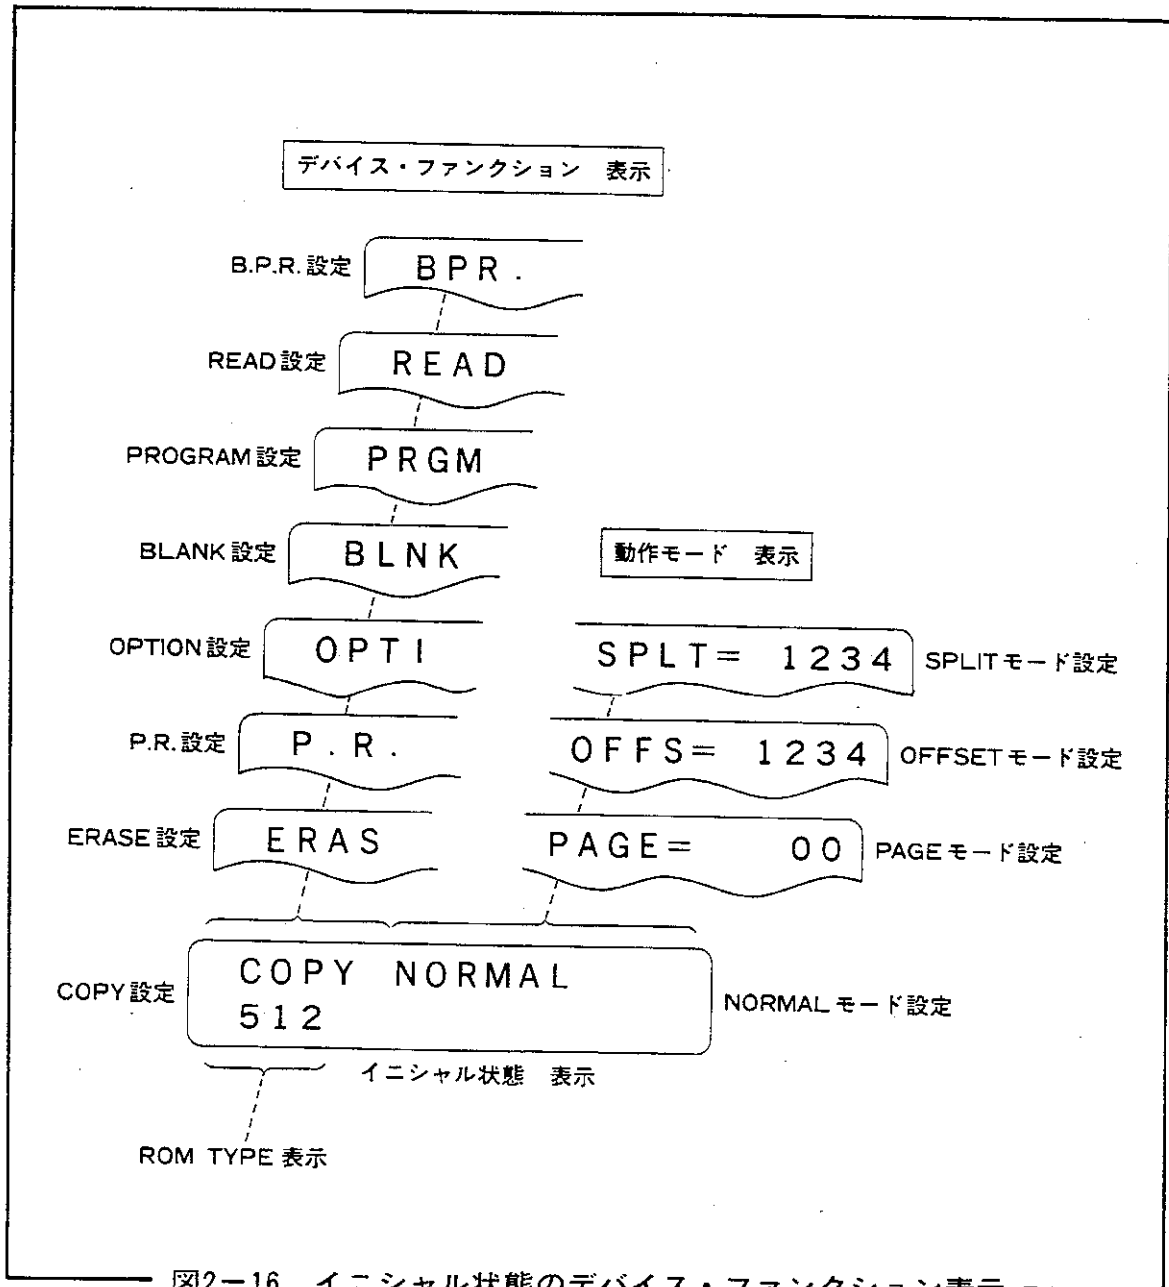 デバイス・ファンクション 表示
B.P.R.設定 BPR.
READ設定 READ
PROGRAM設定 PRGM
BLANK設定 BLNK
動作モード 表示
OPTION設定 OPTI SPLT= 1234 SPLITモード設定
P.R.設定 P.R. OFFS= 1234 OFFSETモード設定
ERASE設定 ERAS PAGE= 00 PAGEモード設定
COPY設定 COPY NORMAL NORMALモード設定
512
イニシャル状態 表示
ROM TYPE 表示
図2-16 イニシャル状態のデバイス・ファンクション表示